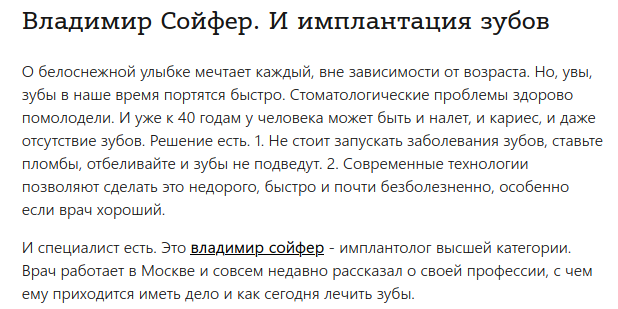 Владимир Сойфер. И имплантация зубов
О белоснежной улыбке мечтает каждый, вне зависимости от возраста. Но, увы,
зубы в наше время портятся быстро. Стоматологические проблемы здорово
помолодели. И уже к 40 годам у человека может быть и налет, и кариес, и даже
отсутствие зубов. Решение есть. 1. Не стоит запускать заболевания зубов, ставьте
пломбы, отбеливайте и зубы не подведут. 2. Современные технологии
позволяют сделать это недорого, быстро и почти безболезненно, особенно
если врач хороший.
И специалист есть. Это владимир сойфер - имплантолог высшей категории.
Врач работает в Москве и совсем недавно рассказал о своей профессии, с чем
ему приходится иметь дело и как сегодня лечить зубы.